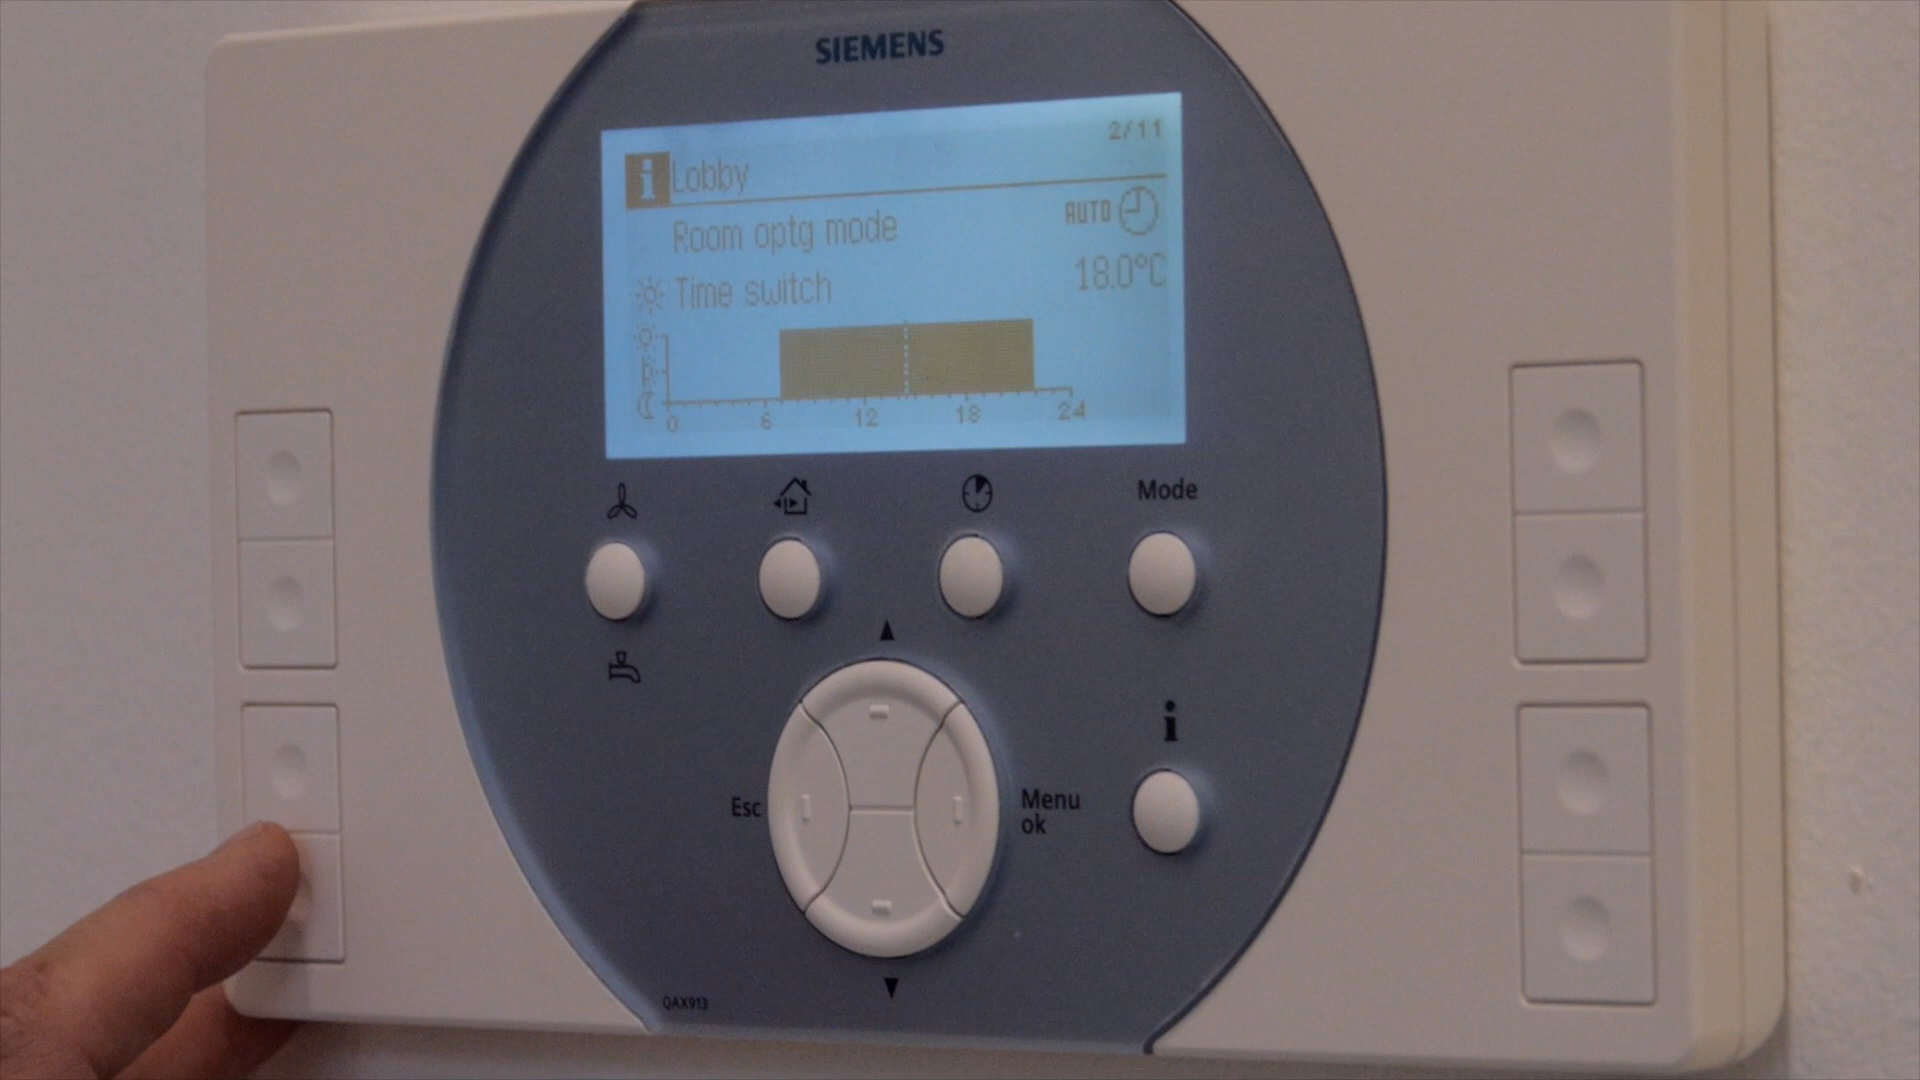 SIEMENS
2/11
i Lobby
Room optg mode AUTO
Time switch 18.0°C
0 6 12 18 24
Mode
i
Esc
Menu
ok
QAX913